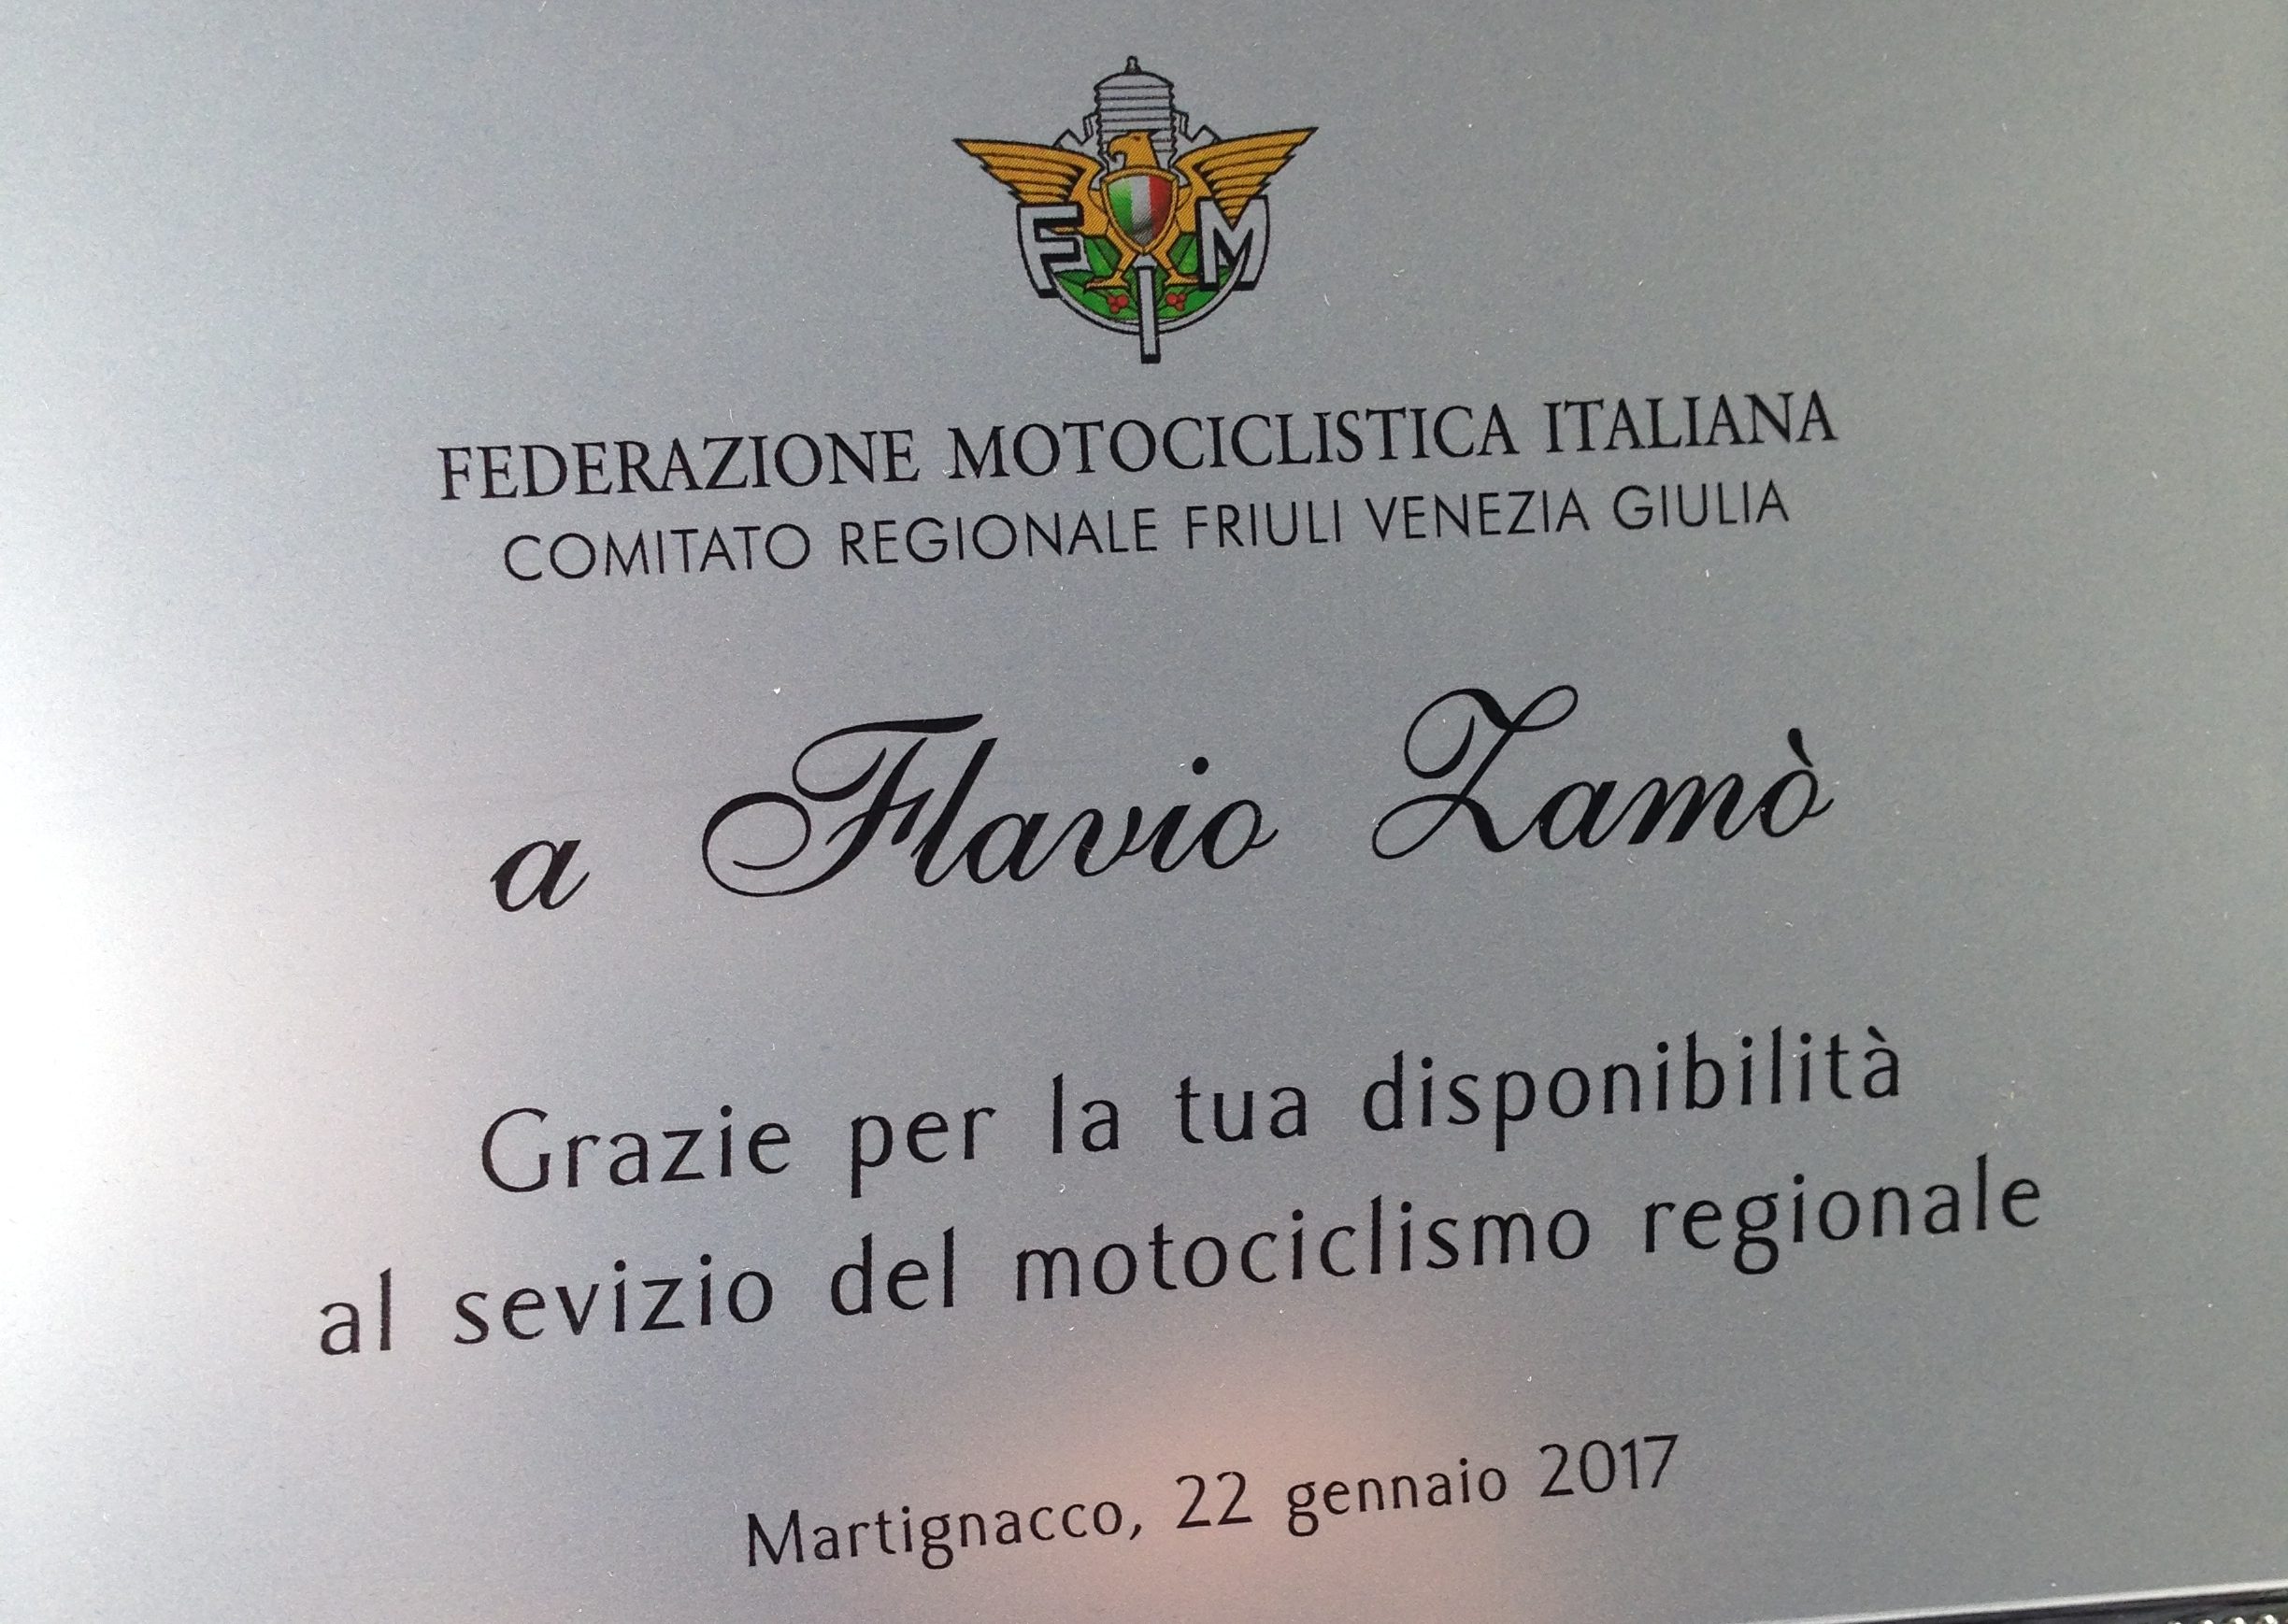 F M
I
FEDERAZIONE MOTOCICLISTICA ITALIANA
COMITATO REGIONALE FRIULI VENEZIA GIULIA
a Flavio Zamò
Grazie per la tua disponibilità
al sevizio del motociclismo regionale
Martignacco, 22 gennaio 2017